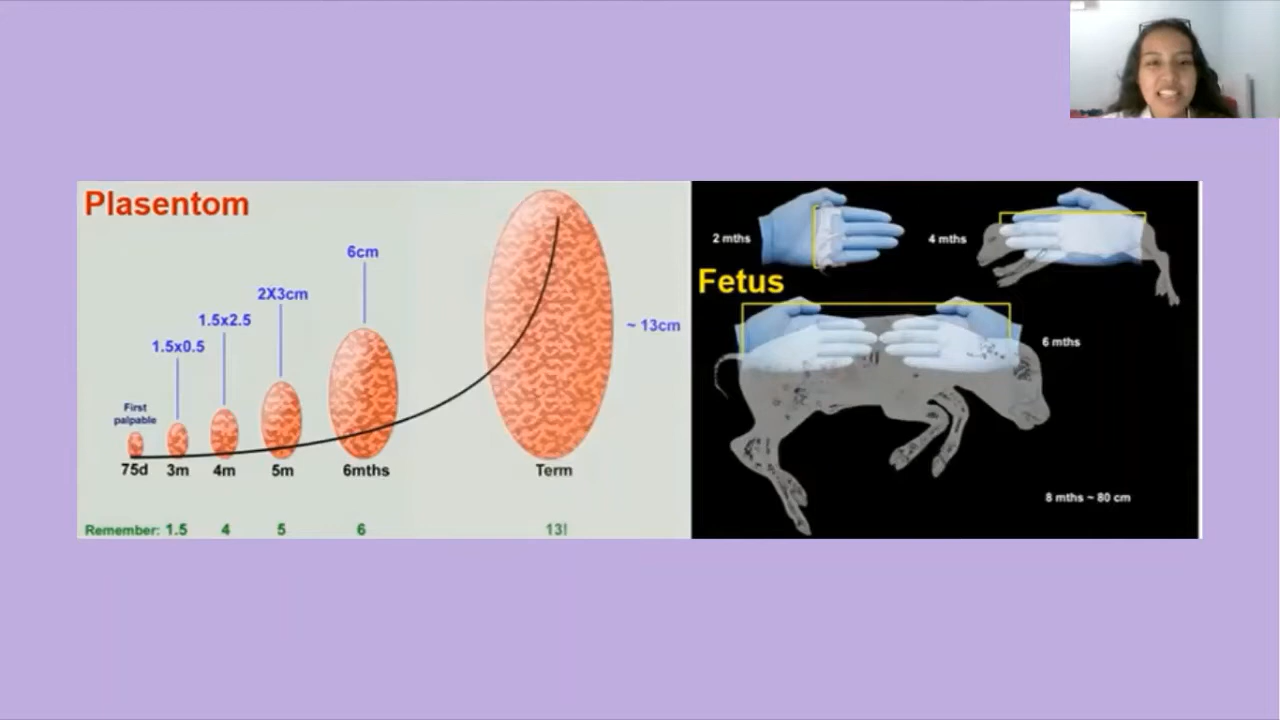 Plasentom
6cm
2X3cm
1.5x2.5
1.5x0.5
~ 13cm
First
palpable
75d 3m 4m 5m 6mths Term
Remember: 1.5 4 5 6 13!
2 mths
4 mths
Fetus
6 mths
8 mths ~ 80 cm